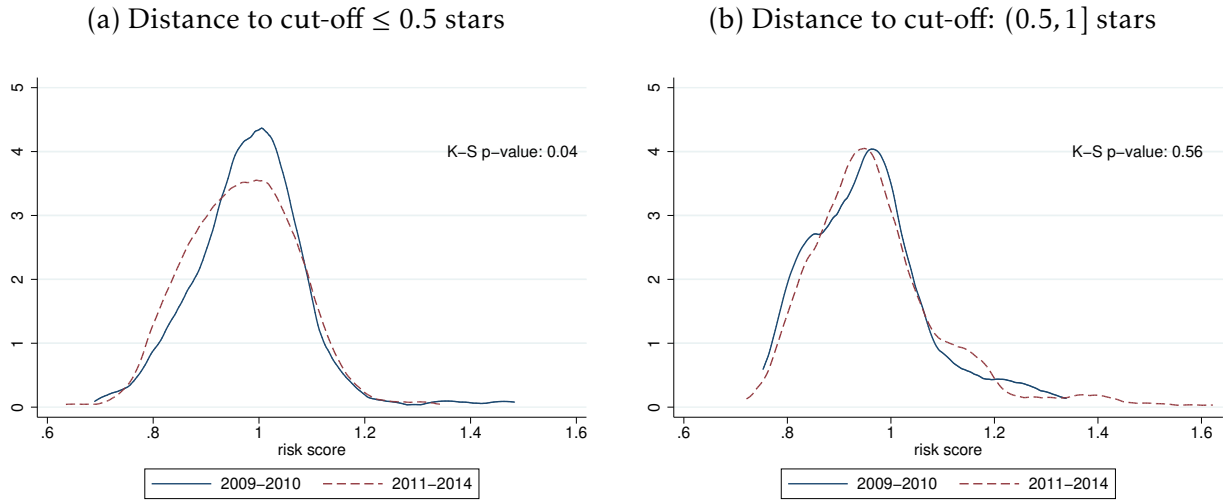 (a) Distance to cut-off ≤ 0.5 stars
5
4
3
2
1
0
K−S p−value: 0.04
.6 .8 1 1.2 1.4 1.6
risk score
2009−2010 2011−2014
(b) Distance to cut-off: (0.5, 1] stars
5
4
3
2
1
0
K−S p−value: 0.56
.6 .8 1 1.2 1.4 1.6
risk score
2009−2010 2011−2014